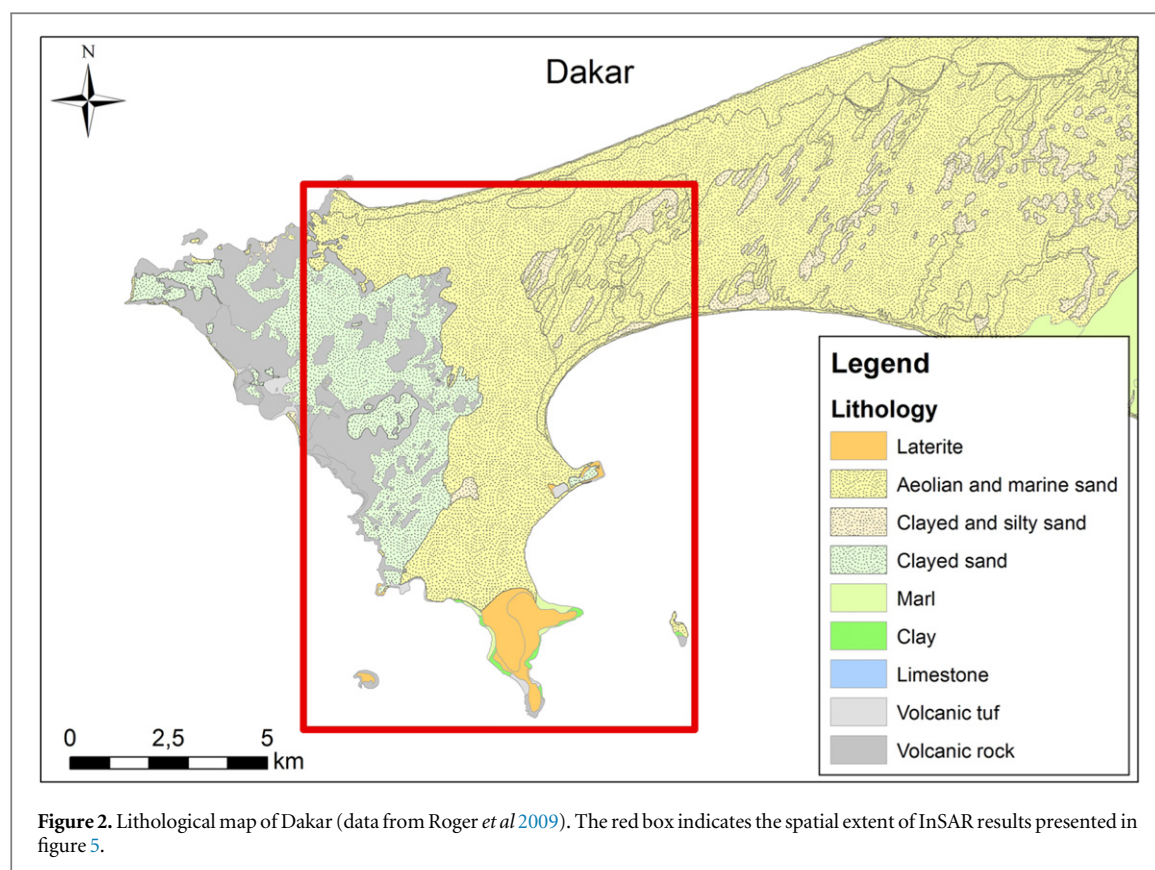 N
Dakar
Legend
Lithology
Laterite
Aeolian and marine sand
Clayed and silty sand
Clayed sand
Marl
Clay
Limestone
Volcanic tuf
Volcanic rock
0 2,5 5
km
Figure 2. Lithological map of Dakar (data from Roger et al 2009). The red box indicates the spatial extent of InSAR results presented in
figure 5.